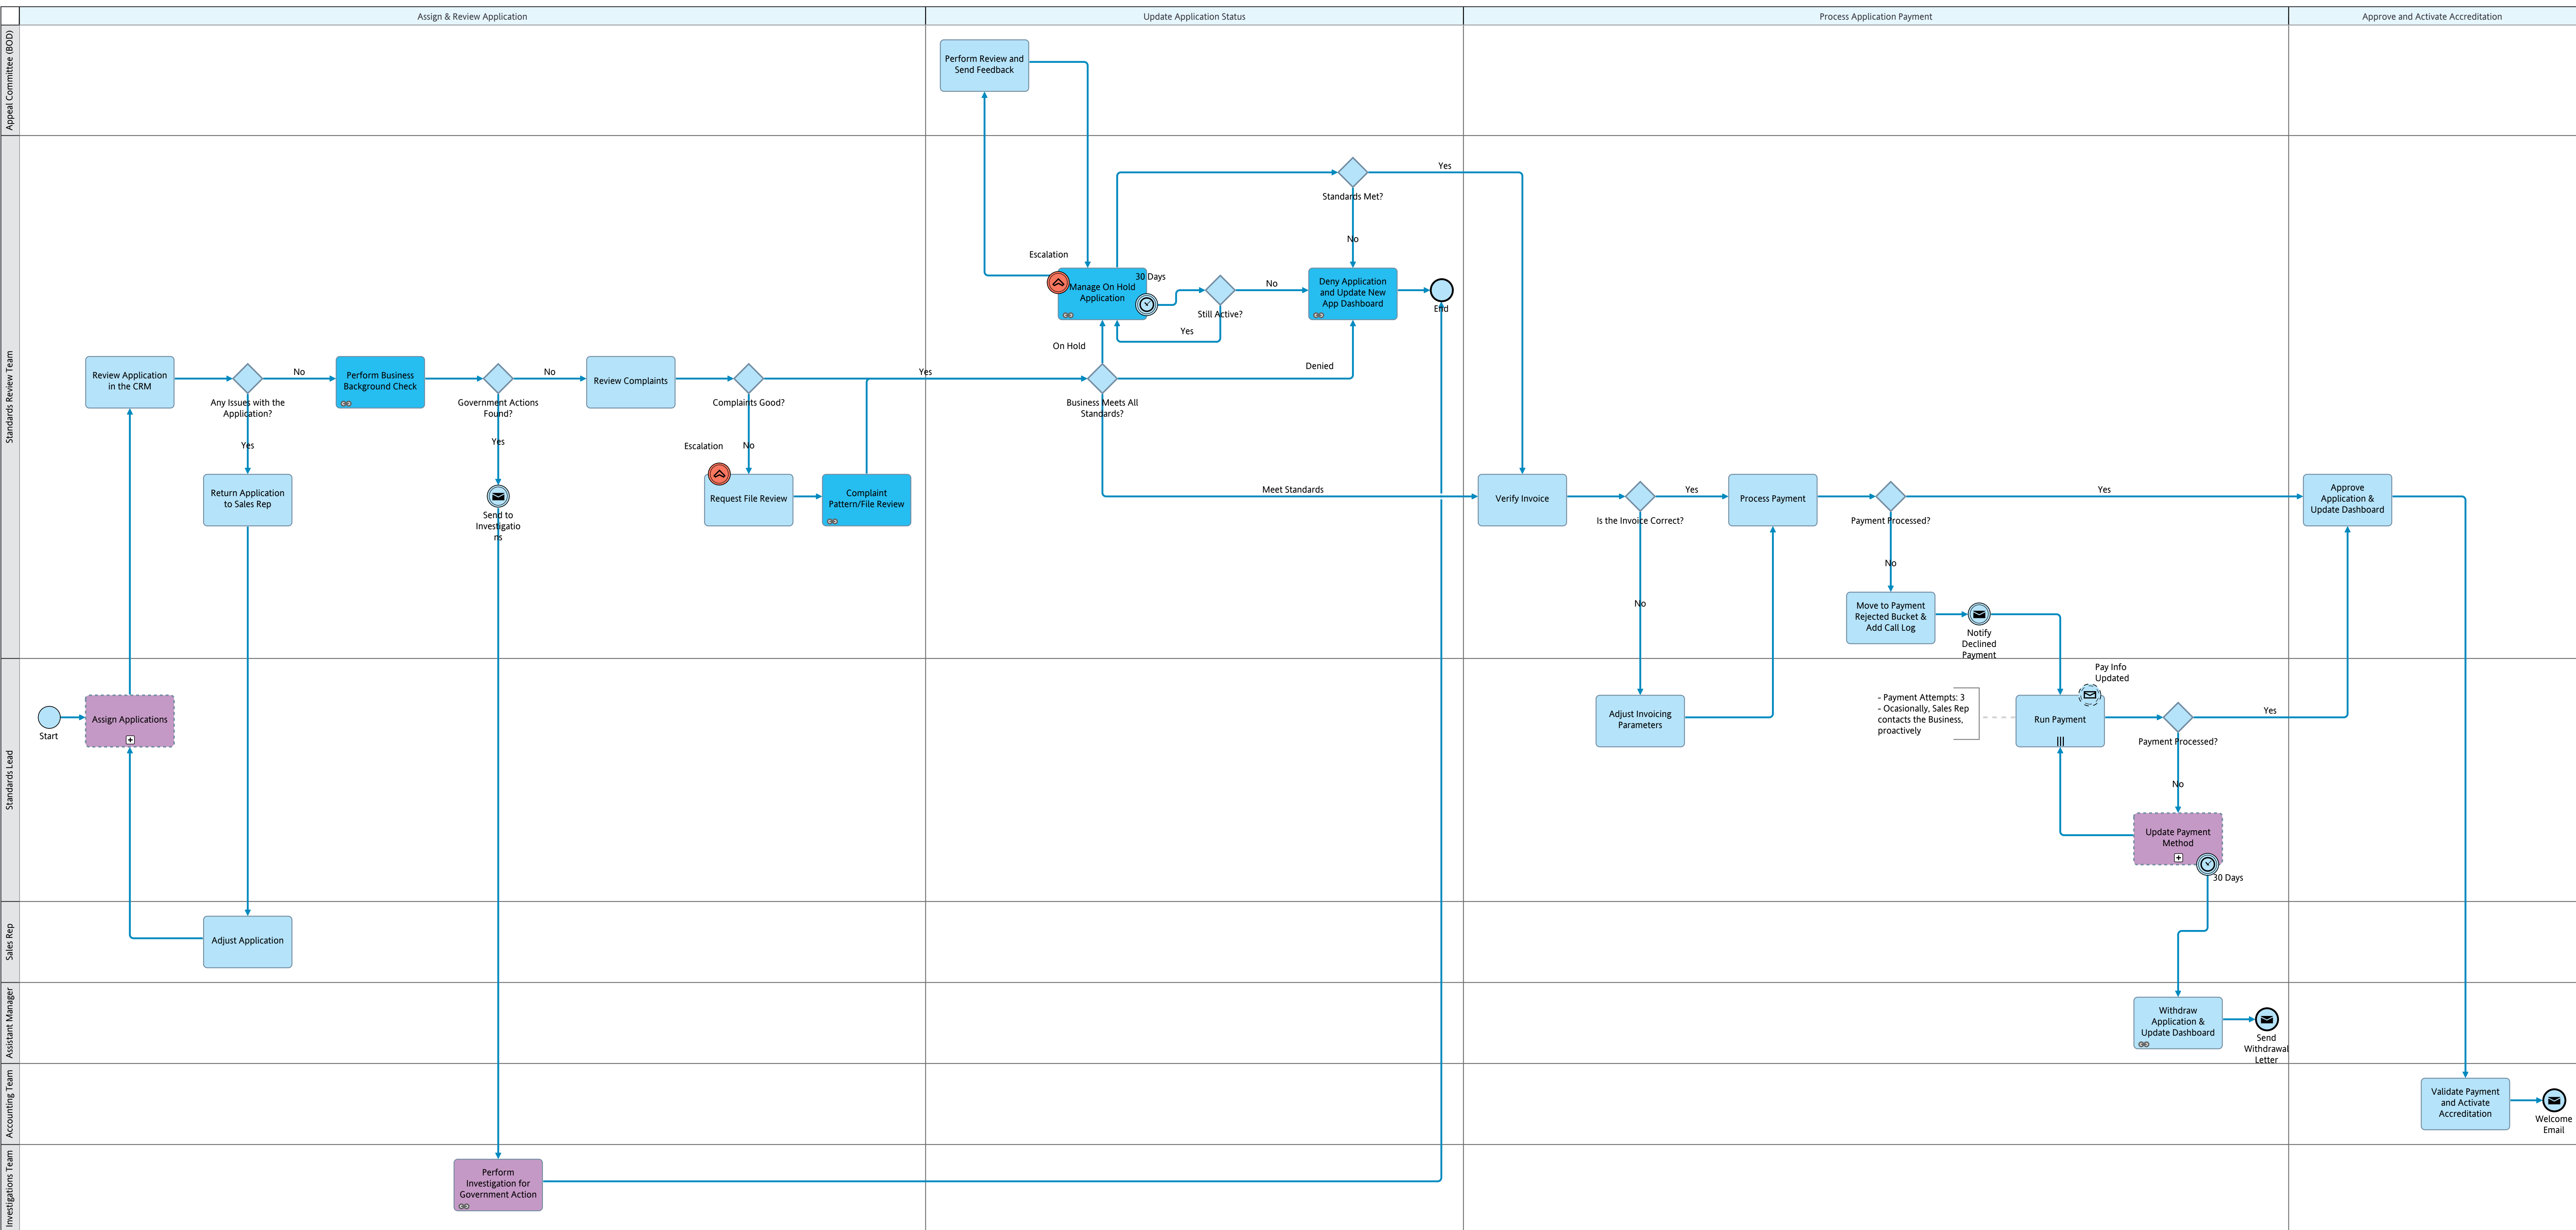 Assign & Review Application
Update Application Status
Process Application Payment
Approve and Activate Accreditation
Appeal Committee (BOD)
Perform Review and
Send Feedback
Standards Review Team
Yes
Standards Met?
No
Escalation
30 Days
Manage On Hold
Application
Still Active?
No
Yes
Deny Application
and Update New
App Dashboard
End
On Hold
Denied
Review Application
in the CRM
Any Issues with the
Application?
No
Yes
Perform Business
Background Check
Government Actions
Found?
No
Yes
Review Complaints
Complaints Good?
Yes
No
Business Meets All
Standards?
Return Application
to Sales Rep
Send to
Investigatio
ns
Escalation
Request File Review
Complaint
Pattern/File Review
Meet Standards
Verify Invoice
Is the Invoice Correct?
Yes
No
Process Payment
Payment Processed?
Yes
No
Approve
Application &
Update Dashboard
Move to Payment
Rejected Bucket &
Add Call Log
Notify
Declined
Payment
Standards Lead
Start
Assign Applications
Adjust Invoicing
Parameters
- Payment Attempts: 3
- Ocasionally, Sales Rep
contacts the Business,
proactively
Pay Info
Updated
Run Payment
Payment Processed?
Yes
No
Update Payment
Method
30 Days
Sales Rep
Adjust Application
Assistant Manager
Withdraw
Application &
Update Dashboard
Send
Withdrawal
Letter
Accounting Team
Validate Payment
and Activate
Accreditation
Welcome
Email
Investigations Team
Perform
Investigation for
Government Action